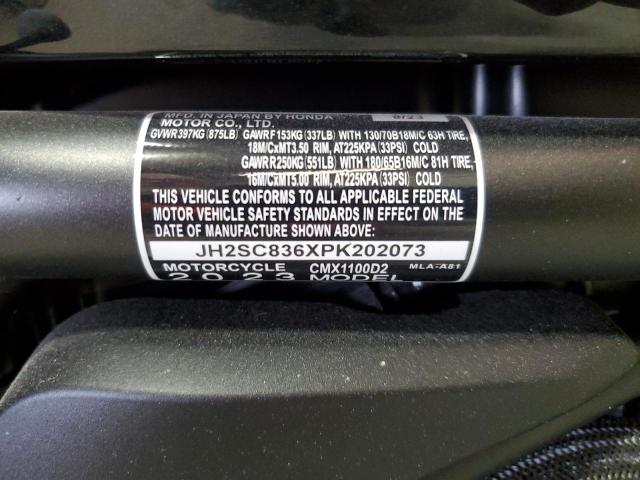 MFD. IN JAPAN BY HONDA 8/23
MOTOR CO., LTD.
GVWR397KG (875LB) GAWR F 153KG (337LB) WITH 130/70B18M/C 63H TIRE,
18M/CxMT3.50 RIM, AT225KPA (33PSI) COLD
GAWR R250KG (551LB) WITH 180/65B16M/C 81H TIRE,
16M/CxMT5.00 RIM, AT225KPA (33PSI) COLD
THIS VEHICLE CONFORMS TO ALL APPLICABLE FEDERAL
MOTOR VEHICLE SAFETY STANDARDS IN EFFECT ON THE
DATE OF MANUFACTURE SHOWN ABOVE:
JH2SC836XPK202073
MOTORCYCLE CMX1100D2 MLA-A81
2023 MODEL